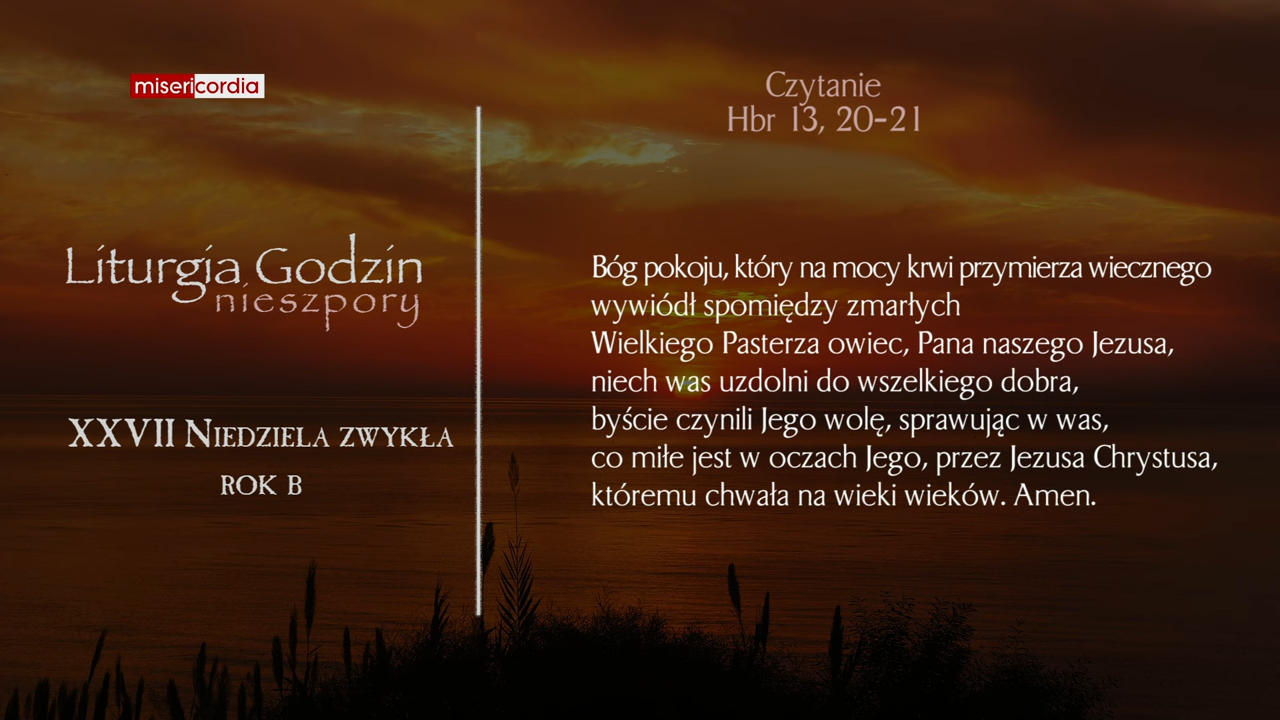 misericordia
Liturgia Godzin
nieszpory
XXVII Niedziela zwykła
rok B
Czytanie
Hbr 13, 20-21
Bóg pokoju, który na mocy krwi przymierza wiecznego
wywiódł spomiędzy zmarłych
Wielkiego Pasterza owiec, Pana naszego Jezusa,
niech was uzdolni do wszelkiego dobra,
byście czynili Jego wolę, sprawując w was,
co miłe jest w oczach Jego, przez Jezusa Chrystusa,
któremu chwała na wieki wieków. Amen.